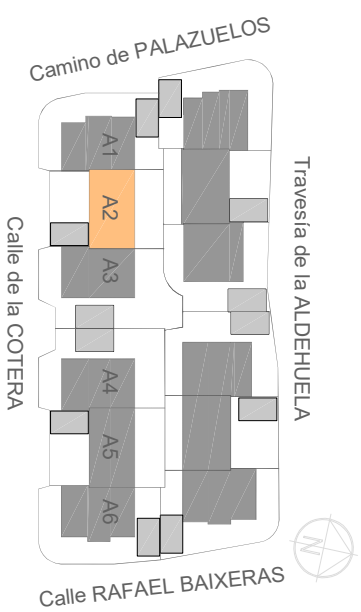 Camino de PALAZUELOS
A1
A2
A3
A4
A5
A6
Calle de la COTERA
Travesía de la ALDEHUELA
Calle RAFAEL BAIXERAS
N